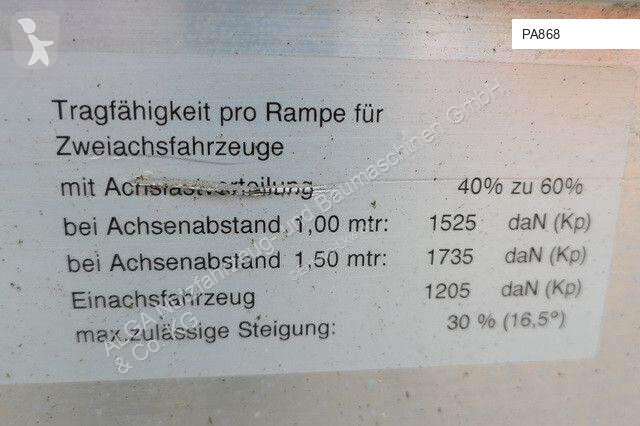 PA868
Tragfähigkeit pro Rampe für
Zweiachsfahrzeuge
mit Achslastverteilung 40% zu 60%
bei Achsenabstand 1,00 mtr: 1525 daN (Kp)
bei Achsenabstand 1,50 mtr: 1735 daN (Kp)
Einachsfahrzeug 1205 daN (Kp)
max.zulässige Steigung: 30 % (16,5°)